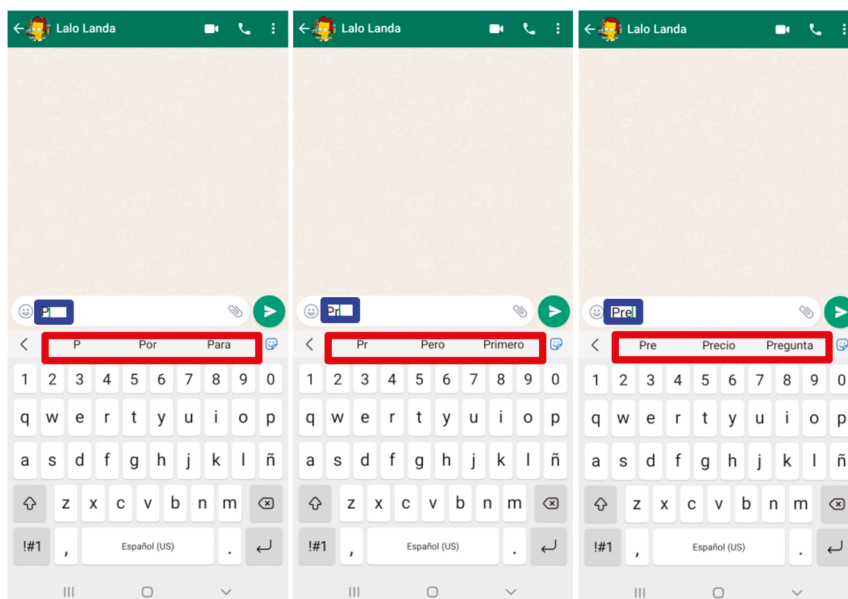 Lalo Landa
P
P Por Para
1 2 3 4 5 6 7 8 9 0
q w e r t y u i o p
a s d f g h j k l ñ
z x c v b n m
!#1 , Español (US) .
Lalo Landa
Pr
Pr Pero Primero
1 2 3 4 5 6 7 8 9 0
q w e r t y u i o p
a s d f g h j k l ñ
z x c v b n m
!#1 , Español (US) .
Lalo Landa
Pre
Pre Precio Pregunta
1 2 3 4 5 6 7 8 9 0
q w e r t y u i o p
a s d f g h j k l ñ
z x c v b n m
!#1 , Español (US) .